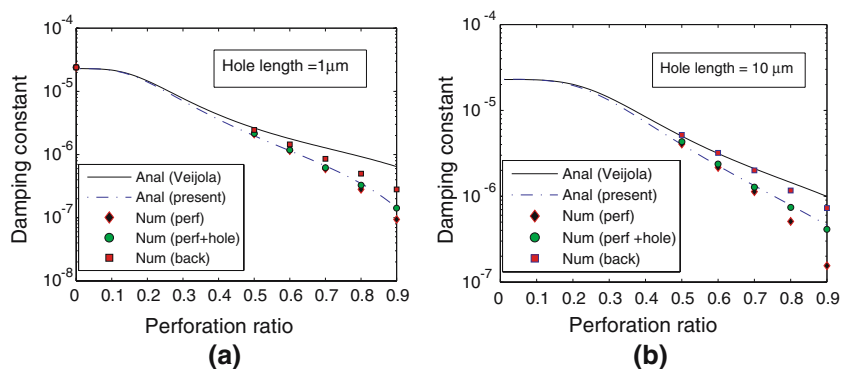 10⁻⁴
10⁻⁵
10⁻⁶
10⁻⁷
10⁻⁸
Damping constant
Hole length =1μm
Anal (Veijola)
Anal (present)
Num (perf)
Num (perf+hole)
Num (back)
0 0.1 0.2 0.3 0.4 0.5 0.6 0.7 0.8 0.9
Perforation ratio
(a)
10⁻⁴
10⁻⁵
10⁻⁶
10⁻⁷
Damping constant
Hole length = 10 μm
Anal (Veijola)
Anal (present)
Num (perf)
Num (perf +hole)
Num (back)
0 0.1 0.2 0.3 0.4 0.5 0.6 0.7 0.8 0.9
Perforation ratio
(b)